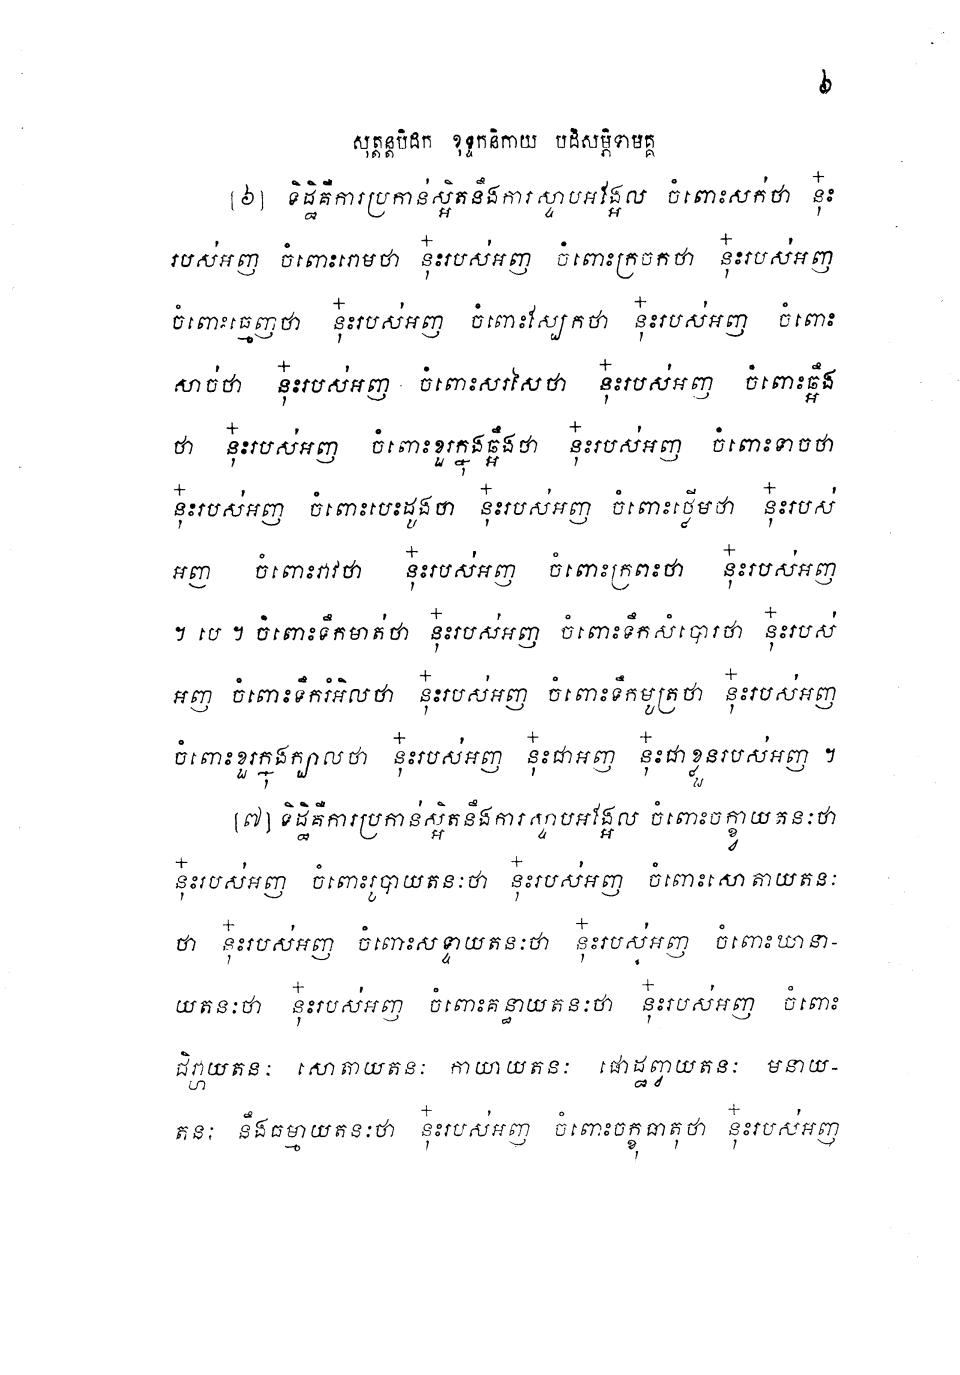 ៦
សុត្តន្តបិដក ខុទ្ទកនិកាយ បដិសម្ភិទាមគ្គ
[៦] ទិដ្ឋិគឺការប្រកាន់ស្អិតនឹងការស្ទាបអង្អែល ចំពោះសក់ថា នុ៎ះ
របស់អញ ចំពោះរោមថា នុ៎ះរបស់អញ ចំពោះក្រចកថា នុ៎ះរបស់អញ
ចំពោះធ្មេញថា នុ៎ះរបស់អញ ចំពោះស្បែកថា នុ៎ះរបស់អញ ចំពោះ
សាច់ថា នុ៎ះរបស់អញ ចំពោះសរសៃថា នុ៎ះរបស់អញ ចំពោះឆ្អឹង
ថា នុ៎ះរបស់អញ ចំពោះខួរក្នុងឆ្អឹងថា នុ៎ះរបស់អញ ចំពោះទាចថា
នុ៎ះរបស់អញ ចំពោះបេះដូងថា នុ៎ះរបស់អញ ចំពោះថ្លើមថា នុ៎ះរបស់
អញ ចំពោះវាវថា នុ៎ះរបស់អញ ចំពោះក្រពះថា នុ៎ះរបស់អញ
។ បេ ។ ចំពោះទឹកមាត់ថា នុ៎ះរបស់អញ ចំពោះទឹកសំបោរថា នុ៎ះរបស់
អញ ចំពោះទឹករំអិលថា នុ៎ះរបស់អញ ចំពោះទឹកមូត្រថា នុ៎ះរបស់អញ
ចំពោះខួរក្នុងក្បាលថា នុ៎ះរបស់អញ នុ៎ះជាអញ នុ៎ះជាខ្លួនរបស់អញ ។
[៧] ទិដ្ឋិគឺការប្រកាន់ស្អិតនឹងការស្ទាបអង្អែល ចំពោះចក្ខ្វាយតនៈថា
នុ៎ះរបស់អញ ចំពោះរូបាយតនៈថា នុ៎ះរបស់អញ ចំពោះសោតាយតនៈ
ថា នុ៎ះរបស់អញ ចំពោះសទ្ទាយតនៈថា នុ៎ះរបស់អញ ចំពោះឃានា-
យតនៈថា នុ៎ះរបស់អញ ចំពោះគន្ធាយតនៈថា នុ៎ះរបស់អញ ចំពោះ
ជិវ្ហាយតនៈ សោតាយតនៈ កាយាយតនៈ ផោដ្ឋព្វាយតនៈ មនាយ-
តនៈ នឹងធម្មាយតនៈថា នុ៎ះរបស់អញ ចំពោះចក្ខុធាតុថា នុ៎ះរបស់អញ